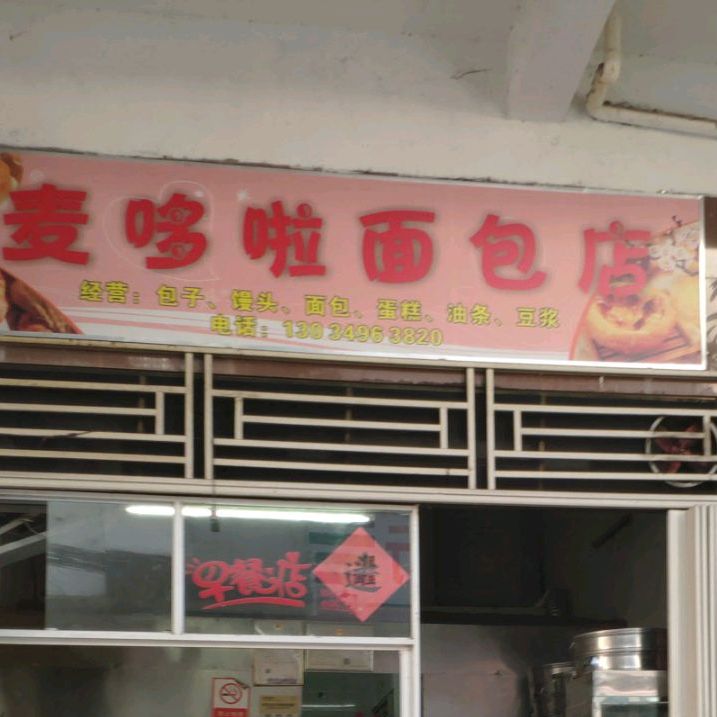 麦哆啦面包店
经营：包子、馒头、面包、蛋糕、油条、豆浆
电话：139 3496 3820
早餐店